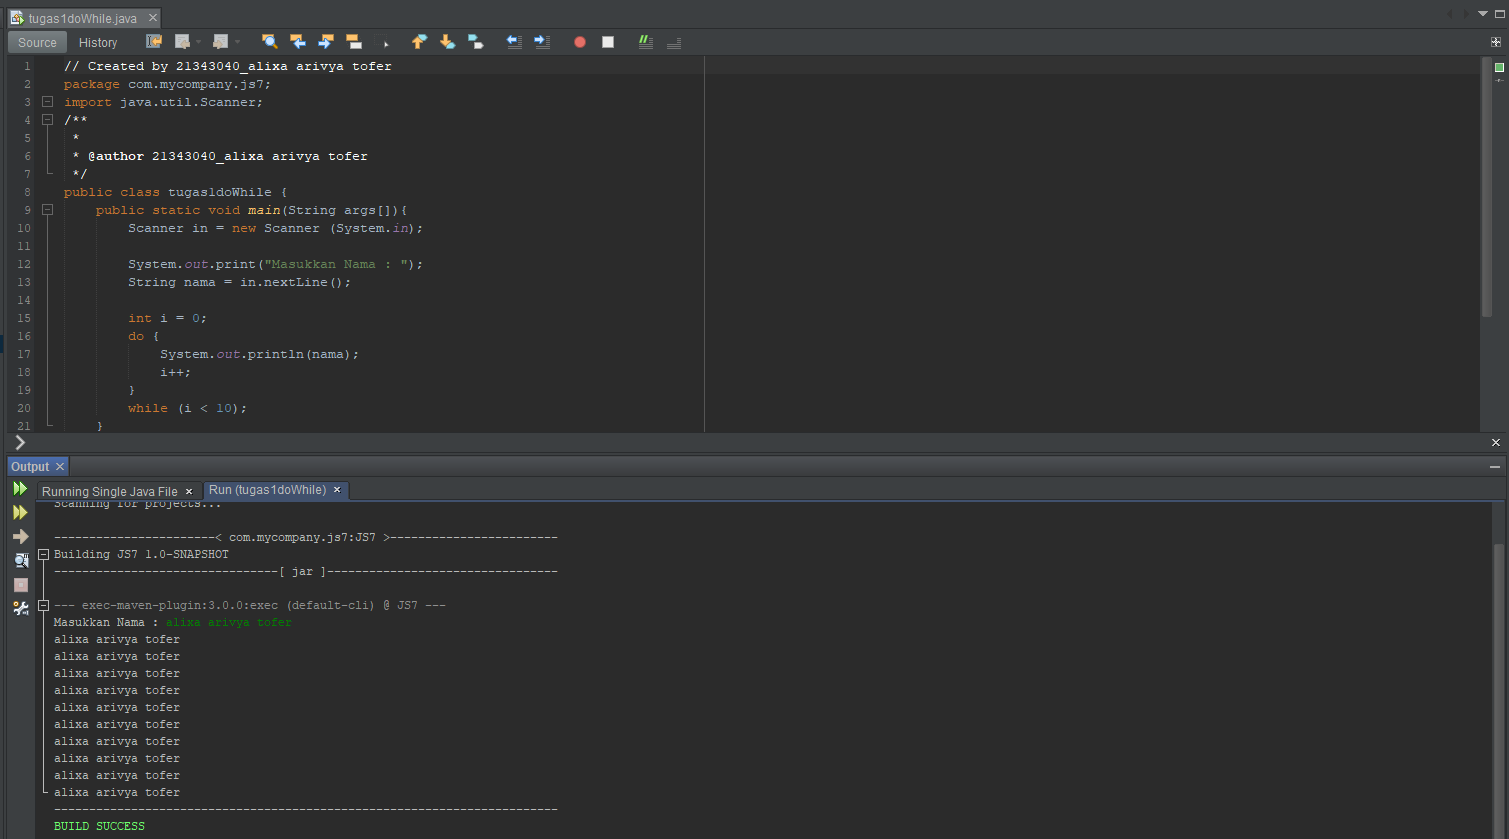 tugas1doWhile.java
Source History
1 // Created by 21343040_alixa arivya tofer
2 package com.mycompany.js7;
3 import java.util.Scanner;
4 /**
5 *
6 * @author 21343040_alixa arivya tofer
7 */
8 public class tugas1doWhile {
9 public static void main(String args[]){
10 Scanner in = new Scanner (System.in);
11
12 System.out.print("Masukkan Nama : ");
13 String nama = in.nextLine();
14
15 int i = 0;
16 do {
17 System.out.println(nama);
18 i++;
19 }
20 while (i < 10);
21 }
Output
Running Single Java File Run (tugas1doWhile)
Scanning for projects...
-----------------------< com.mycompany.js7:JS7 >------------------------
Building JS7 1.0-SNAPSHOT
--------------------------------[ jar ]---------------------------------
--- exec-maven-plugin:3.0.0:exec (default-cli) @ JS7 ---
Masukkan Nama : alixa arivya tofer
alixa arivya tofer
alixa arivya tofer
alixa arivya tofer
alixa arivya tofer
alixa arivya tofer
alixa arivya tofer
alixa arivya tofer
alixa arivya tofer
alixa arivya tofer
alixa arivya tofer
------------------------------------------------------------------------
BUILD SUCCESS